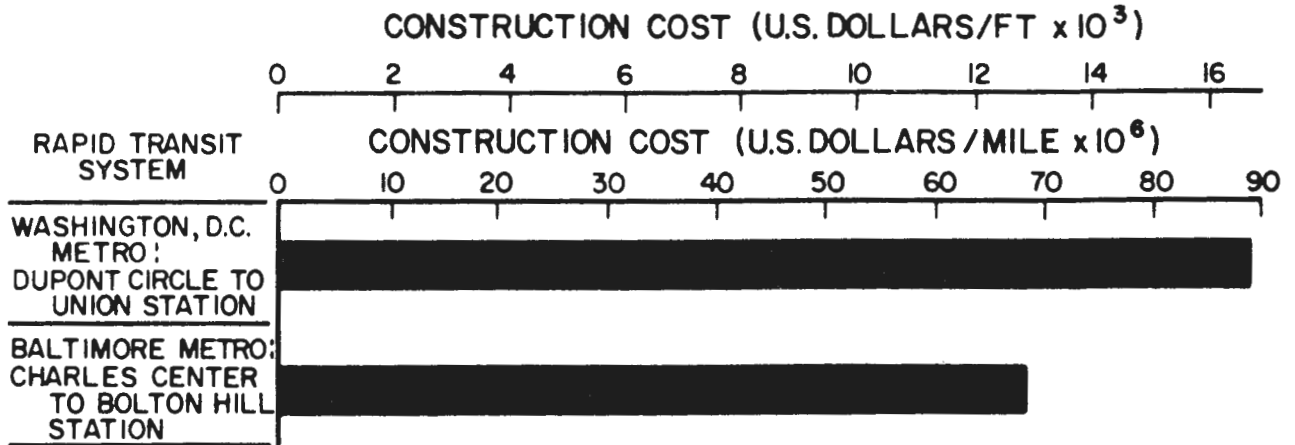 CONSTRUCTION COST (U.S. DOLLARS/FT x 10³)
0 2 4 6 8 10 12 14 16
RAPID TRANSIT
SYSTEM
CONSTRUCTION COST (U.S. DOLLARS/MILE x 10⁶)
0 10 20 30 40 50 60 70 80 90
WASHINGTON, D.C.
METRO:
DUPONT CIRCLE TO
UNION STATION
BALTIMORE METRO:
CHARLES CENTER
TO BOLTON HILL
STATION